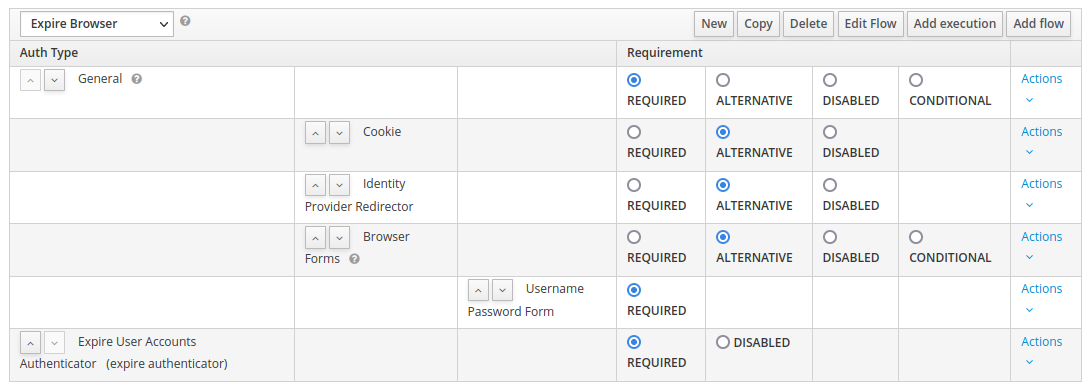 Expire Browser ? New Copy Delete Edit Flow Add execution Add flow
Auth Type Requirement
General ? Actions
REQUIRED ALTERNATIVE DISABLED CONDITIONAL
Cookie Actions
REQUIRED ALTERNATIVE DISABLED
Identity Actions
Provider Redirector REQUIRED ALTERNATIVE DISABLED
Browser Actions
Forms ? REQUIRED ALTERNATIVE DISABLED CONDITIONAL
Username Actions
Password Form REQUIRED
Expire User Accounts DISABLED Actions
Authenticator (expire authenticator) REQUIRED